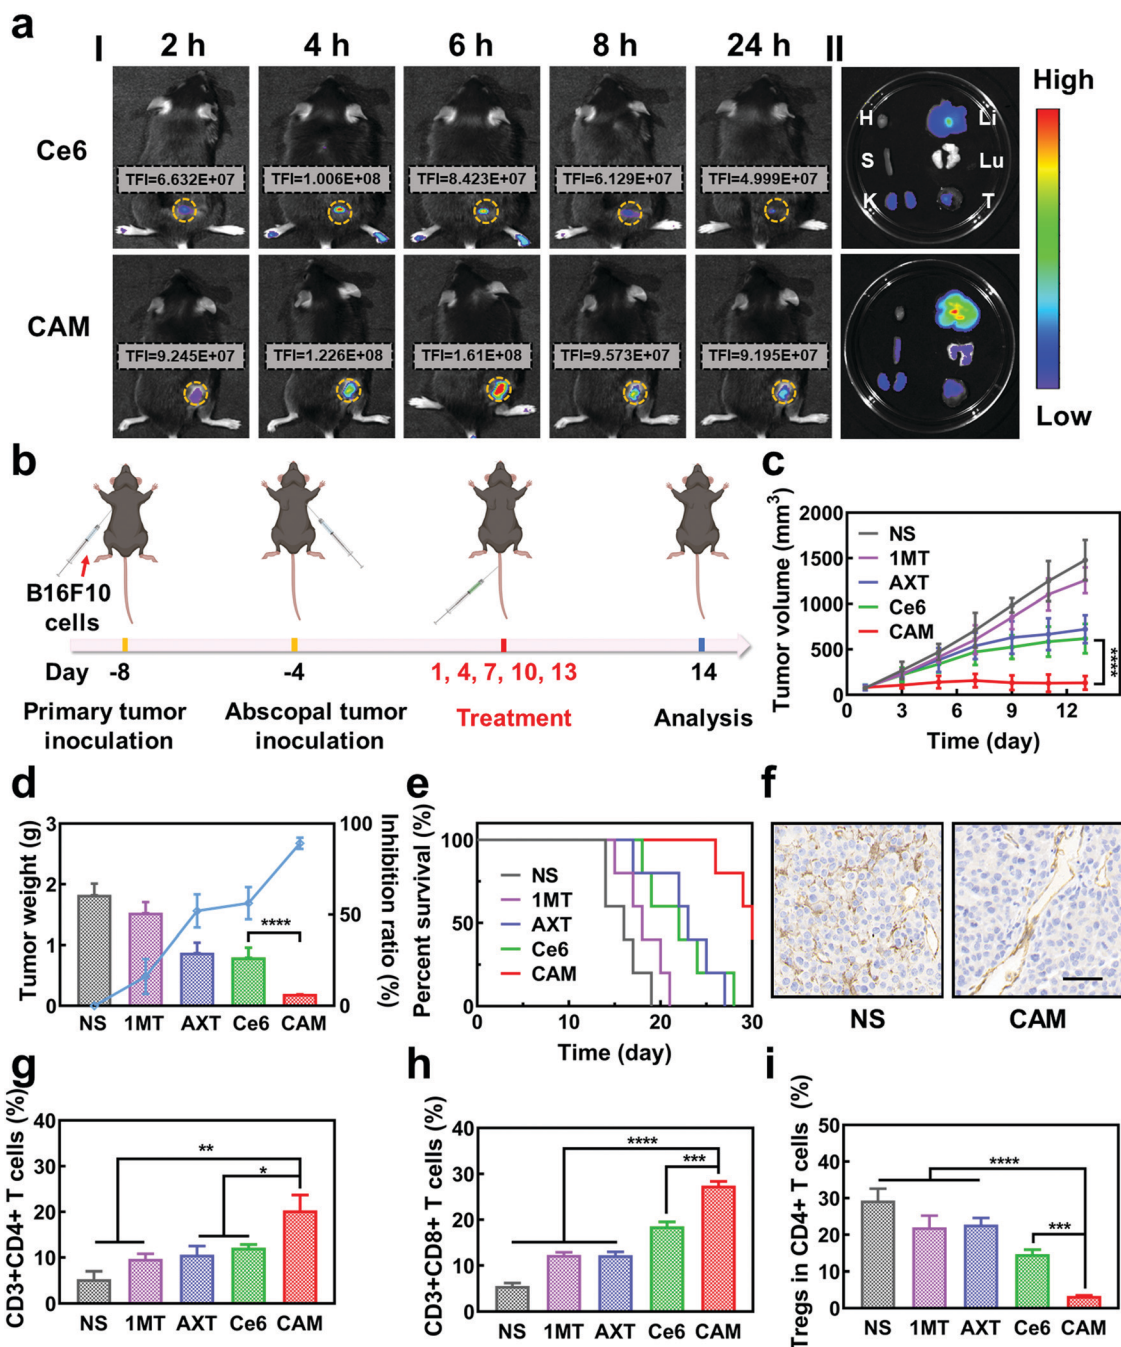 a
I 2 h 4 h 6 h 8 h 24 h II
High
Ce6
TFI=6.632E+07 TFI=1.006E+08 TFI=8.423E+07 TFI=6.129E+07 TFI=4.999E+07
H Li
S Lu
K T
CAM
TFI=9.245E+07 TFI=1.226E+08 TFI=1.61E+08 TFI=9.573E+07 TFI=9.195E+07
Low
b
B16F10
cells
Day -8 -4 1, 4, 7, 10, 13 14
Primary tumor
inoculation
Abscopal tumor
inoculation
Treatment
Analysis
c
Tumor volume (mm³)
2000
1500
1000
500
0
NS
1MT
AXT
Ce6
CAM
****
0 3 6 9 12
Time (day)
d
Tumor weight (g)
3
2
1
0
****
100
50
0
Inhibition ratio (%)
NS 1MT AXT Ce6 CAM
e
Percent survival (%)
100
50
0
NS
1MT
AXT
Ce6
CAM
0 10 20 30
Time (day)
f
NS CAM
g
CD3+CD4+ T cells (%)
40
30
20
10
0
**
*
NS 1MT AXT Ce6 CAM
h
CD3+CD8+ T cells (%)
40
30
20
10
0
****
***
NS 1MT AXT Ce6 CAM
i
Tregs in CD4+ T cells (%)
50
40
30
20
10
0
****
***
NS 1MT AXT Ce6 CAM